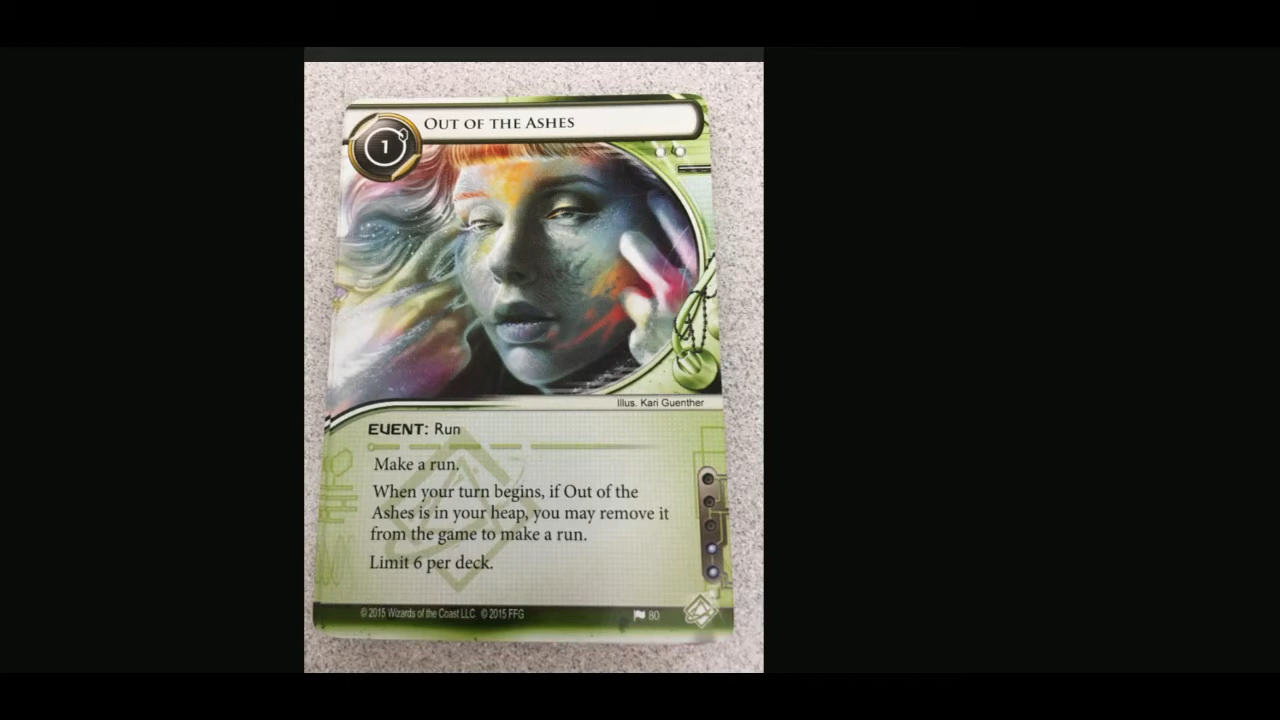 1
Out of the Ashes
Illus. Kari Guenther
EVENT: Run
Make a run.
When your turn begins, if Out of the
Ashes is in your heap, you may remove it
from the game to make a run.
Limit 6 per deck.
© 2015 Wizards of the Coast LLC © 2015 FFG
80